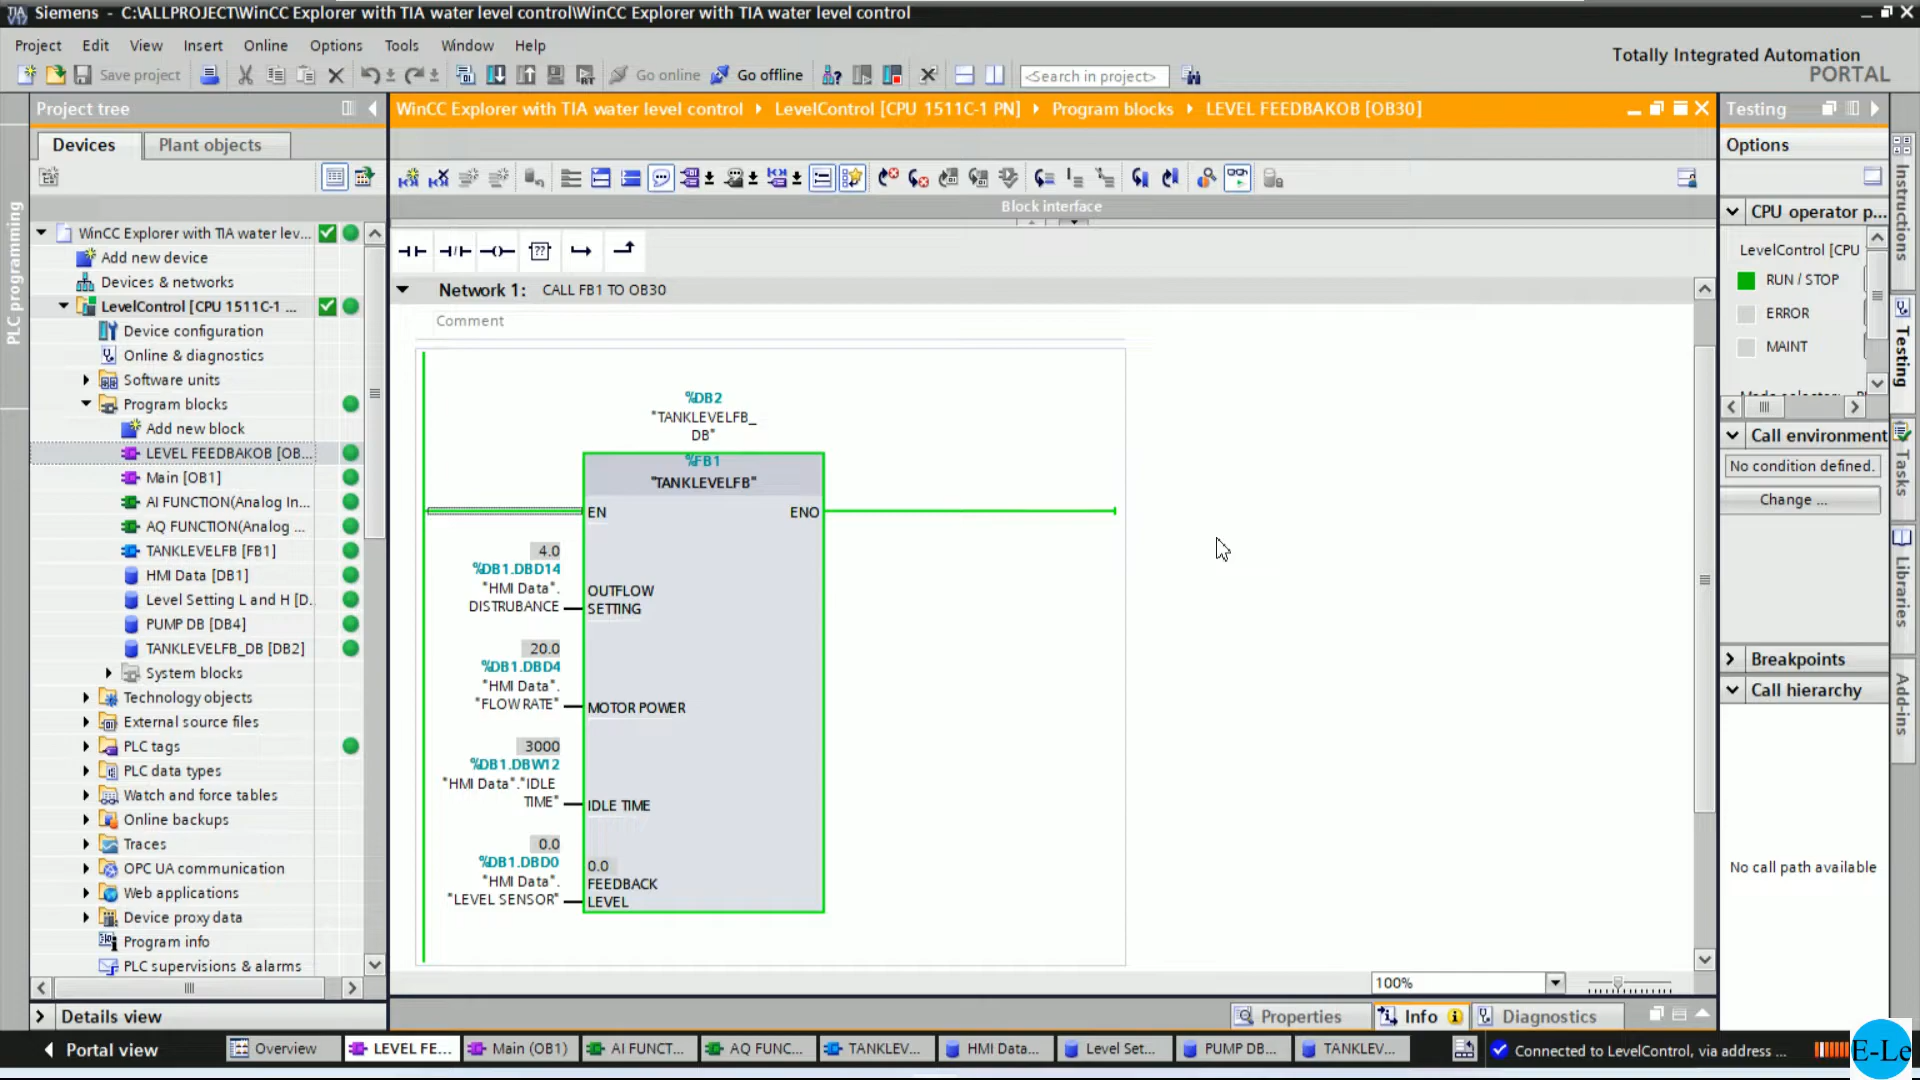 Siemens - C:\ALLPROJECT\WinCC Explorer with TIA water level control\WinCC Explorer with TIA water level control
Project Edit View Insert Online Options Tools Window Help
Totally Integrated Automation
PORTAL
Save project Go online Go offline <Search in project>
Project tree
WinCC Explorer with TIA water level control LevelControl [CPU 1511C-1 PN] Program blocks LEVEL FEEDBAKOB [OB30]
Testing
Devices Plant objects
Options
Block interface
PLC programming
WinCC Explorer with TIA water lev...
Add new device
Devices & networks
LevelControl [CPU 1511C-1 ...
Device configuration
Online & diagnostics
Software units
Program blocks
Add new block
LEVEL FEEDBAKOB [OB...
Main [OB1]
AI FUNCTION(Analog In...
AQ FUNCTION(Analog ...
TANKLEVELFB [FB1]
HMI Data [DB1]
Level Setting L and H [D...
PUMP DB [DB4]
TANKLEVELFB_DB [DB2]
System blocks
Technology objects
External source files
PLC tags
PLC data types
Watch and force tables
Online backups
Traces
OPC UA communication
Web applications
Device proxy data
Program info
PLC supervisions & alarms
Details view
??
Network 1: CALL FB1 TO OB30
Comment
%DB2
"TANKLEVELFB_
DB"
%FB1
"TANKLEVELFB"
EN ENO
4.0
%DB1.DBD14
"HMI Data".
DISTRUBANCE
OUTFLOW
SETTING
20.0
%DB1.DBD4
"HMI Data".
"FLOW RATE"
MOTOR POWER
3000
%DB1.DBW12
"HMI Data"."IDLE
TIME"
IDLE TIME
0.0
%DB1.DBD0
"HMI Data".
"LEVEL SENSOR"
0.0
FEEDBACK
LEVEL
100%
Properties Info Diagnostics
CPU operator p...
LevelControl [CPU
RUN / STOP
ERROR
MAINT
Call environment
No condition defined.
Change ...
Breakpoints
Call hierarchy
No call path available
Instructions
Testing
Tasks
Libraries
Add-ins
Portal view Overview LEVEL FE... Main (OB1) AI FUNCT... AQ FUNC... TANKLEV... HMI Data... Level Set... PUMP DB... TANKLEV... Connected to LevelControl, via address ...
E-Le